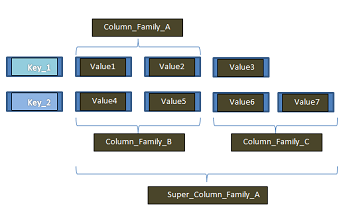 Column_Family_A
Key_1 Value1 Value2 Value3
Key_2 Value4 Value5 Value6 Value7
Column_Family_B Column_Family_C
Super_Column_Family_A